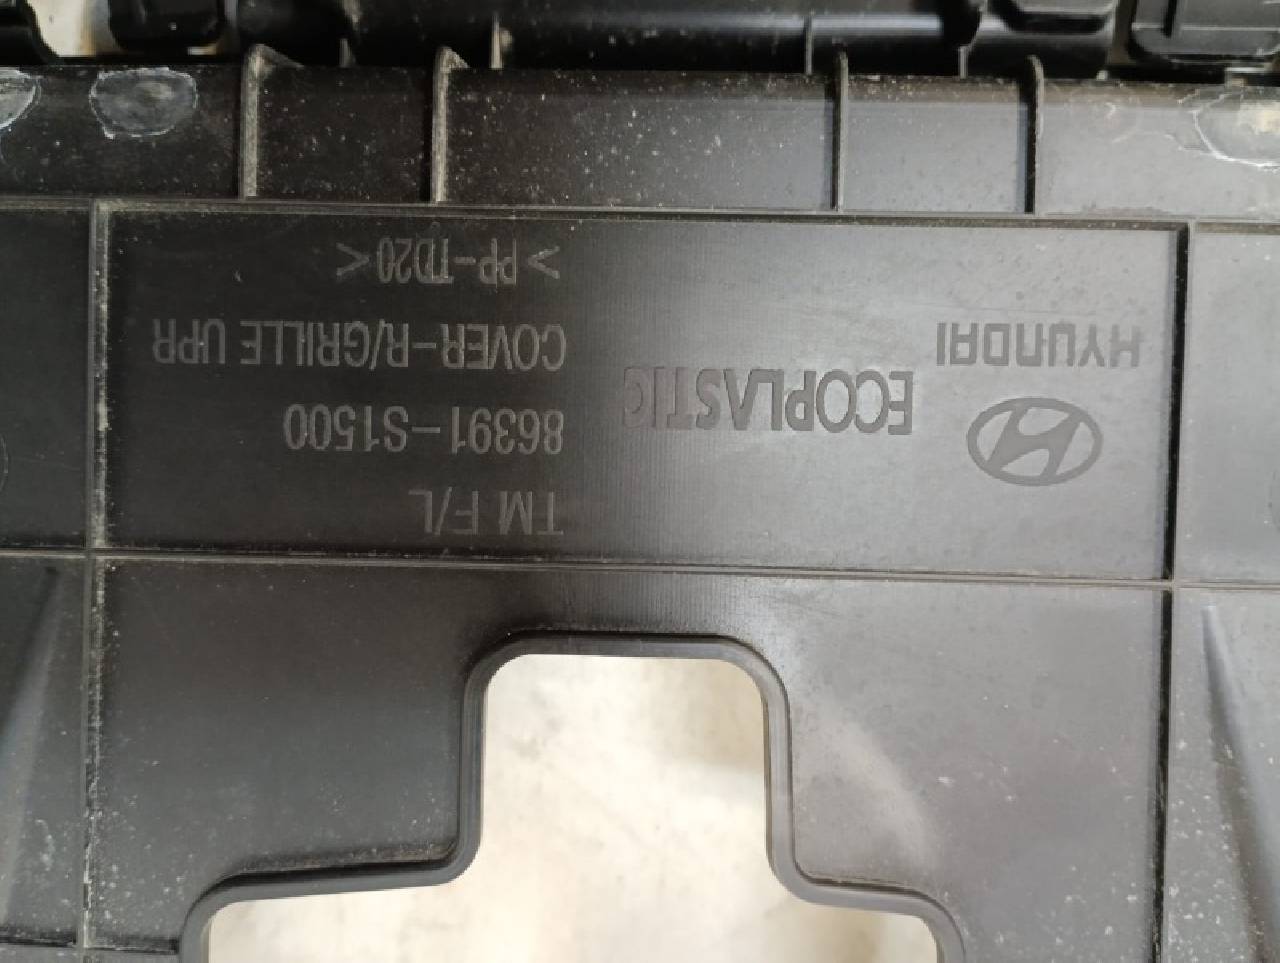 HYUNDAI
ECOPLASTIC
TM F/L
86391-S1500
COVER-R/GRILLE UPR
>PP-TD20<